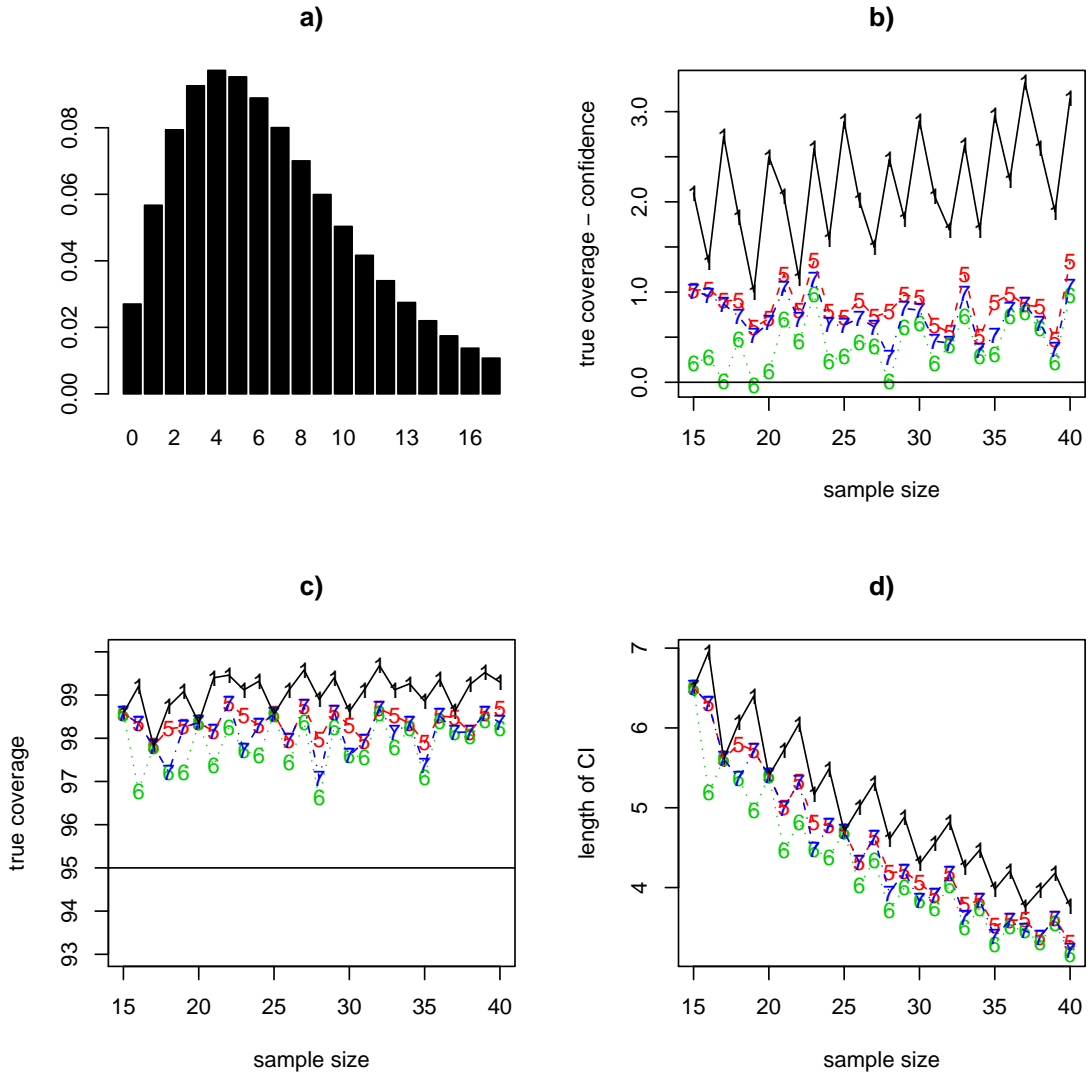 a)
0.00 0.02 0.04 0.06 0.08
0 2 4 6 8 10 13 16
b)
true coverage − confidence
0.0 1.0 2.0 3.0
15 20 25 30 35 40
sample size
c)
true coverage
93 94 95 96 97 98 99
15 20 25 30 35 40
sample size
d)
length of CI
4 5 6 7
15 20 25 30 35 40
sample size